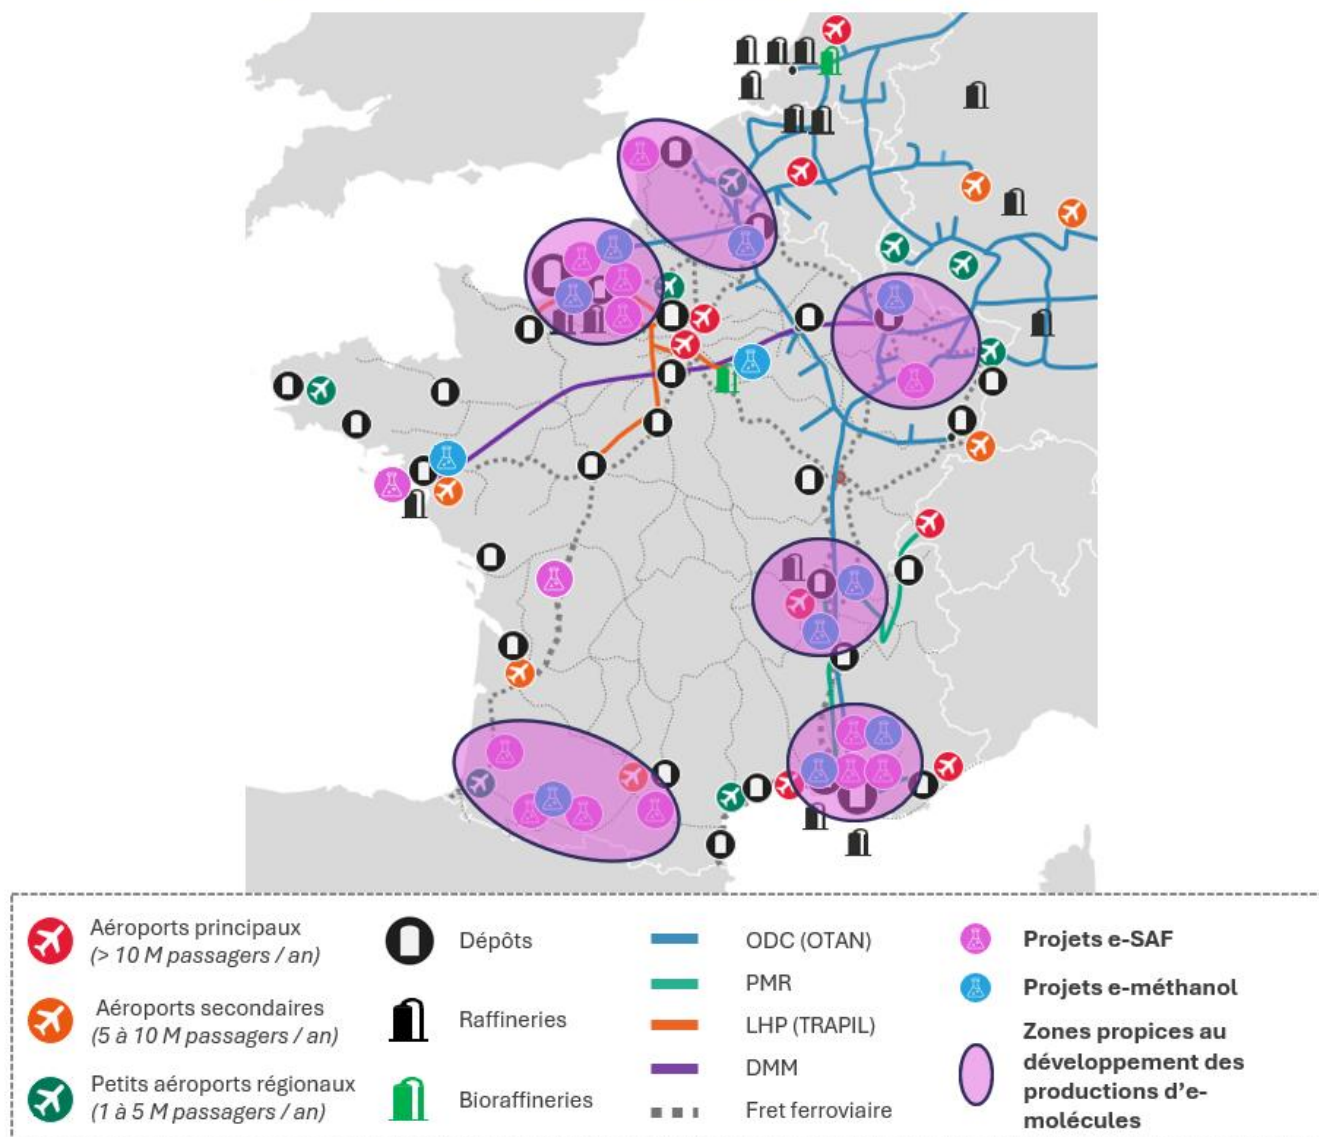 Aéroports principaux
(> 10 M passagers / an)
Aéroports secondaires
(5 à 10 M passagers / an)
Petits aéroports régionaux
(1 à 5 M passagers / an)
Dépôts
Raffineries
Bioraffineries
ODC (OTAN)
PMR
LHP (TRAPIL)
DMM
Fret ferroviaire
Projets e-SAF
Projets e-méthanol
Zones propices au
développement des
productions d’e-
molécules